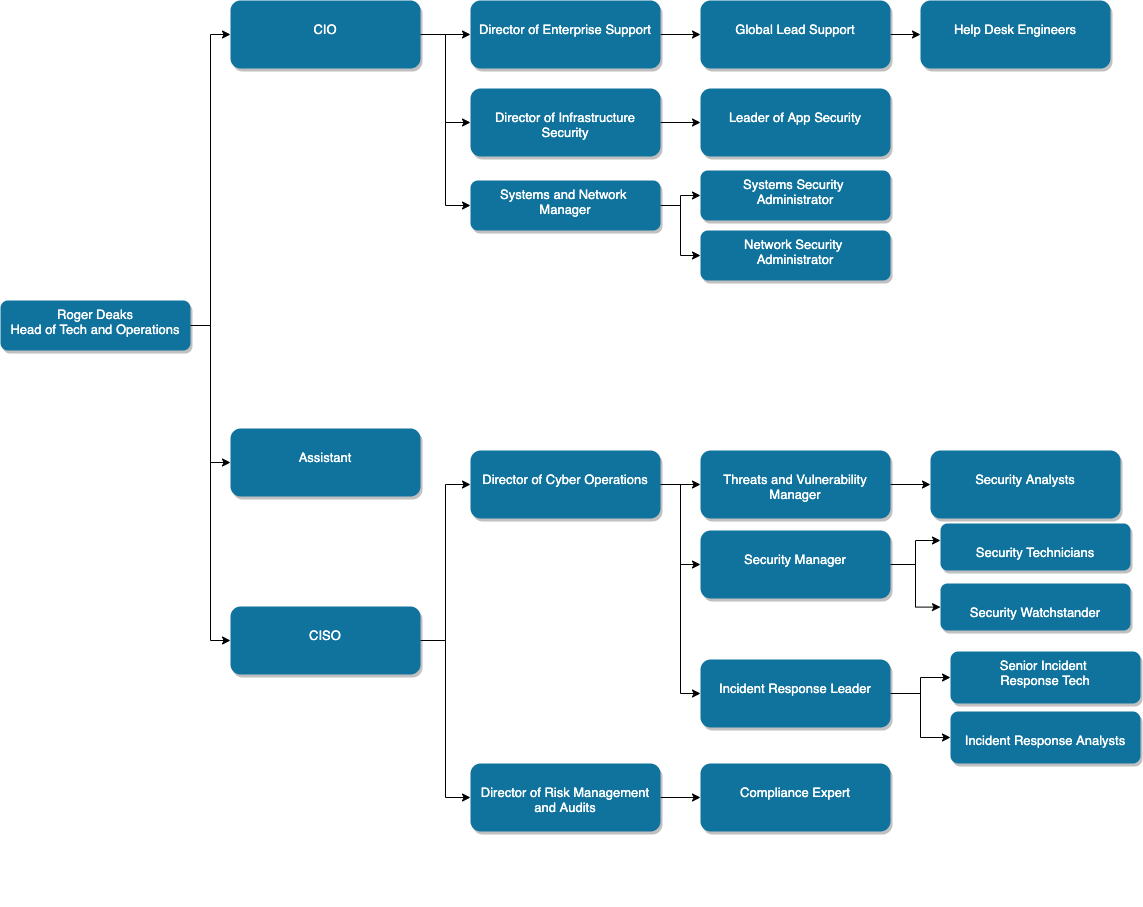 CIO
Director of Enterprise Support
Global Lead Support
Help Desk Engineers
Director of Infrastructure
Security
Leader of App Security
Systems and Network
Manager
Systems Security
Administrator
Network Security
Administrator
Roger Deaks
Head of Tech and Operations
Assistant
CISO
Director of Cyber Operations
Threats and Vulnerability
Manager
Security Analysts
Security Manager
Security Technicians
Security Watchstander
Incident Response Leader
Senior Incident
Response Tech
Incident Response Analysts
Director of Risk Management
and Audits
Compliance Expert